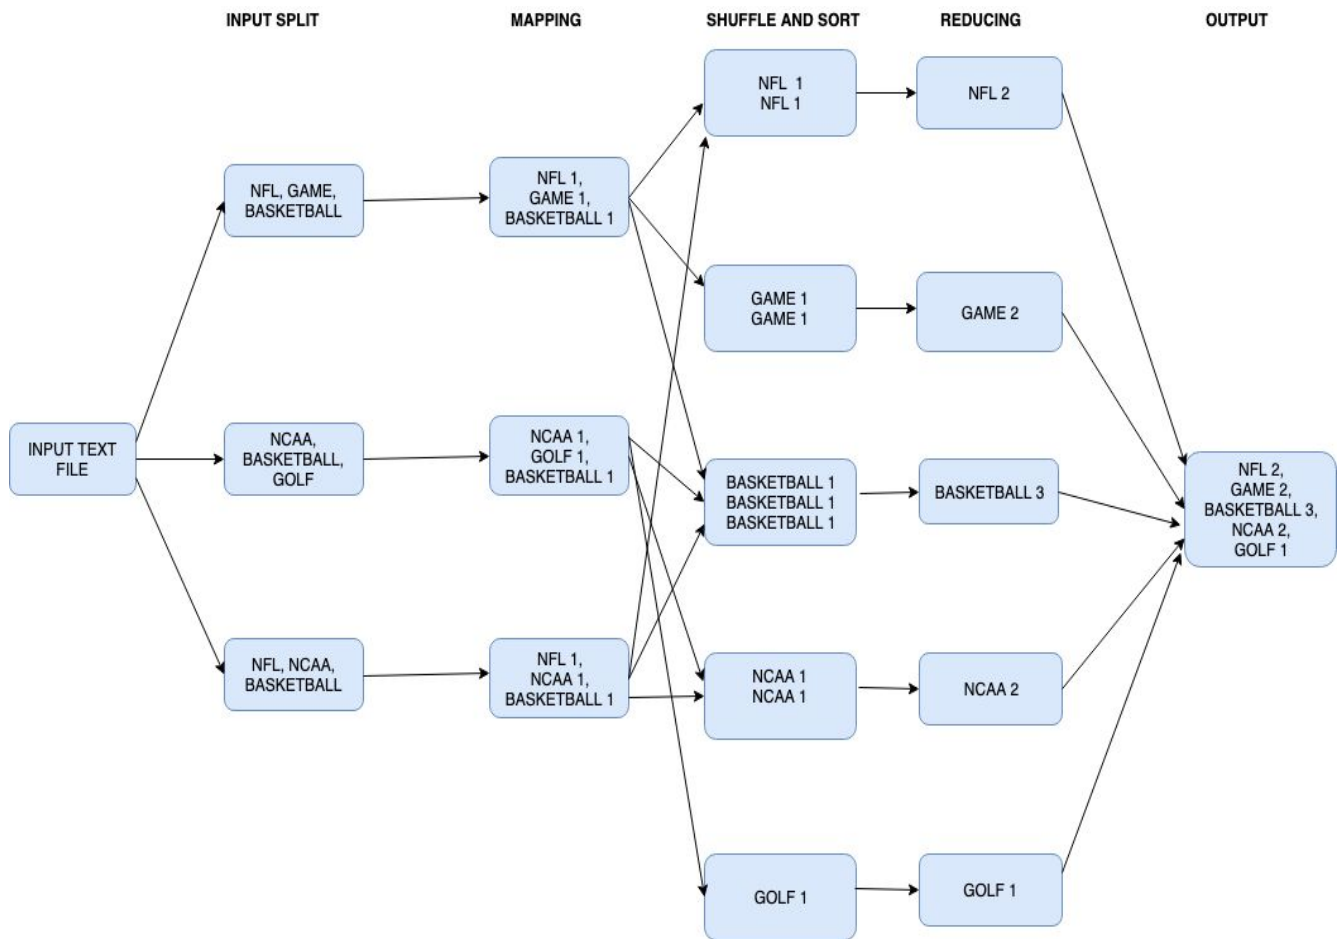 INPUT SPLIT
MAPPING
SHUFFLE AND SORT
REDUCING
OUTPUT
INPUT TEXT
FILE
NFL, GAME,
BASKETBALL
NCAA,
BASKETBALL,
GOLF
NFL, NCAA,
BASKETBALL
NFL 1,
GAME 1,
BASKETBALL 1
NCAA 1,
GOLF 1,
BASKETBALL 1
NFL 1,
NCAA 1,
BASKETBALL 1
NFL 1
NFL 1
GAME 1
GAME 1
BASKETBALL 1
BASKETBALL 1
BASKETBALL 1
NCAA 1
NCAA 1
GOLF 1
NFL 2
GAME 2
BASKETBALL 3
NCAA 2
GOLF 1
NFL 2,
GAME 2,
BASKETBALL 3,
NCAA 2,
GOLF 1